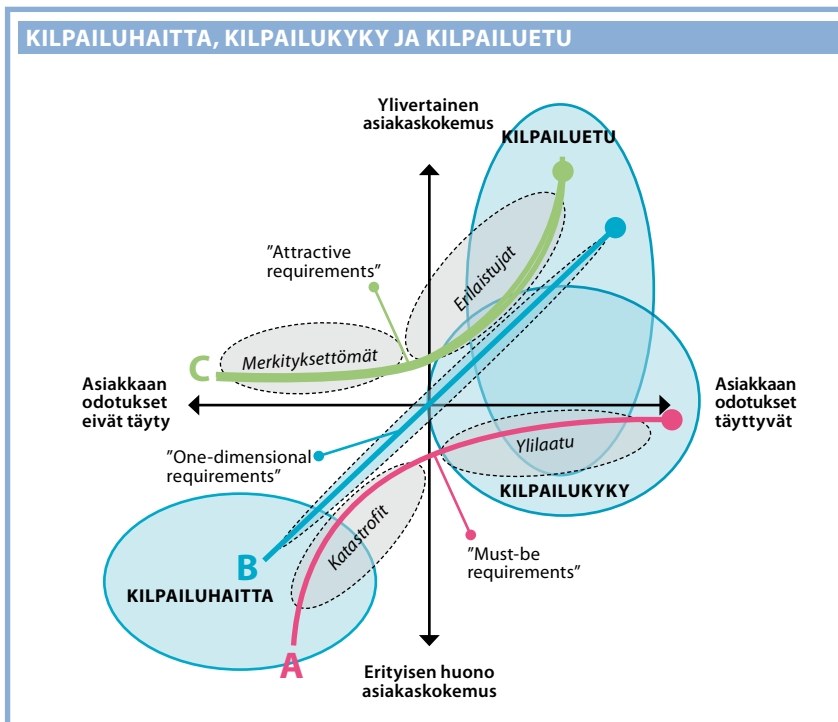 KILPAILUHAITTA, KILPAILUKYKY JA KILPAILUETU
Ylivertainen
asiakaskokemus
KILPAILUETU
"Attractive
requirements"
Erilaistujat
C
Merkityksettömät
Asiakkaan
odotukset
eivät täyty
Asiakkaan
odotukset
täyttyvät
"One-dimensional
requirements"
Ylilaatu
KILPAILUKYKY
Katastrofit
B
"Must-be
requirements"
KILPAILUHAITTA
A
Erityisen huono
asiakaskokemus